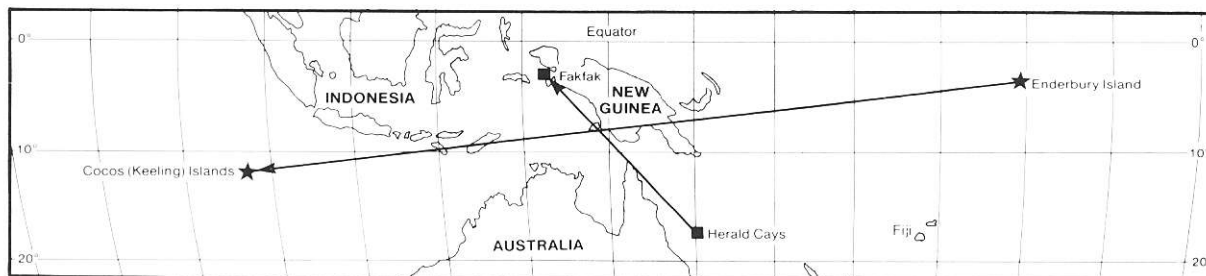 0°
Equator
0°
Fakfak
INDONESIA
NEW
GUINEA
Enderbury Island
10°
10°
Cocos (Keeling) Islands
Herald Cays
Fiji
AUSTRALIA
20°
20°